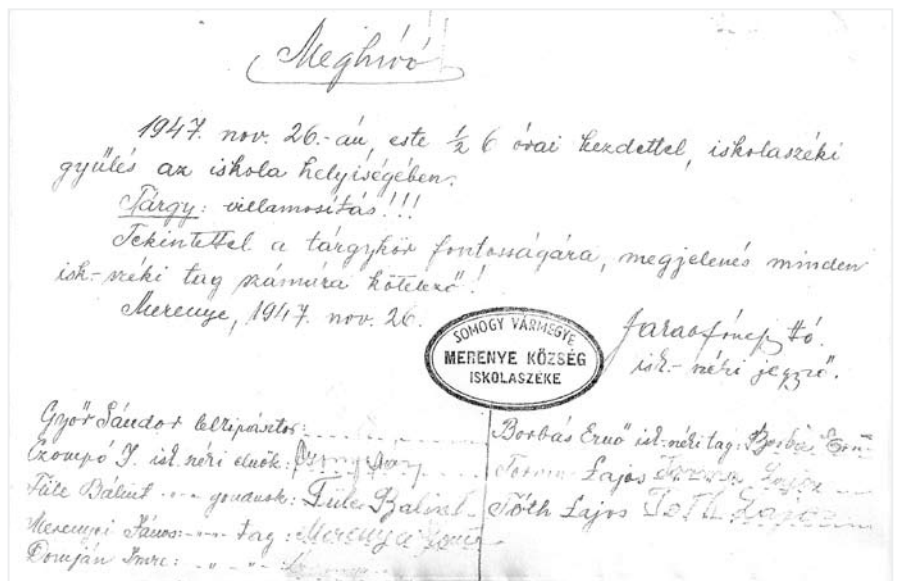 Meghívó!
1947. nov. 26.-án, este ½ 6 órai kezdettel, iskolaszéki
gyűlés az iskola helyiségében.
Tárgy: villamosítás!!!
Tekintettel a tárgykör fontosságára, megjelenés minden
isk.-széki tag számára kötelező!
Merenye, 1947. nov. 26.
SOMOGY VÁRMEGYE
MERENYE KÖZSÉG
ISKOLASZÉKE
isk.-széki jegyző.
Győr Sándor lelkipásztor:
Czompó I. isk. széki elnök:
Füle Bálint gondnok: Füle Bálint
Merenyei János: tag: Merenyei
Domján Imre: " "
Borbás Ernő isk. széki tag: Borbás Ernő
Lajos Lajos
Tóth Lajos Tóth Lajos